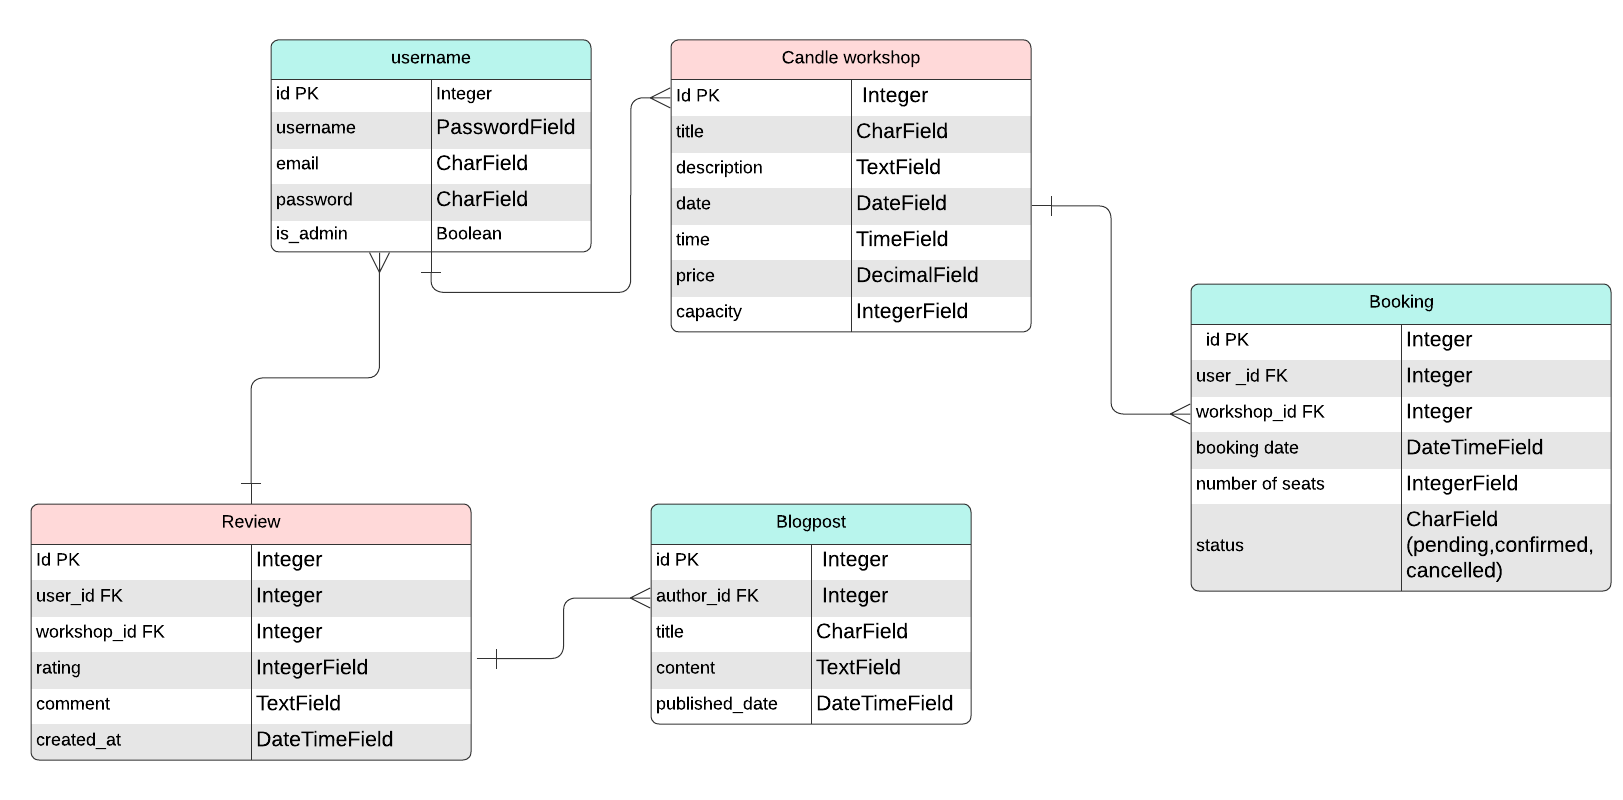 username
id PK Integer
username PasswordField
email CharField
password CharField
is_admin Boolean
Candle workshop
Id PK Integer
title CharField
description TextField
date DateField
time TimeField
price DecimalField
capacity IntegerField
Booking
id PK Integer
user _id FK Integer
workshop_id FK Integer
booking date DateTimeField
number of seats IntegerField
status CharField
(pending,confirmed,
cancelled)
Review
Id PK Integer
user_id FK Integer
workshop_id FK Integer
rating IntegerField
comment TextField
created_at DateTimeField
Blogpost
id PK Integer
author_id FK Integer
title CharField
content TextField
published_date DateTimeField